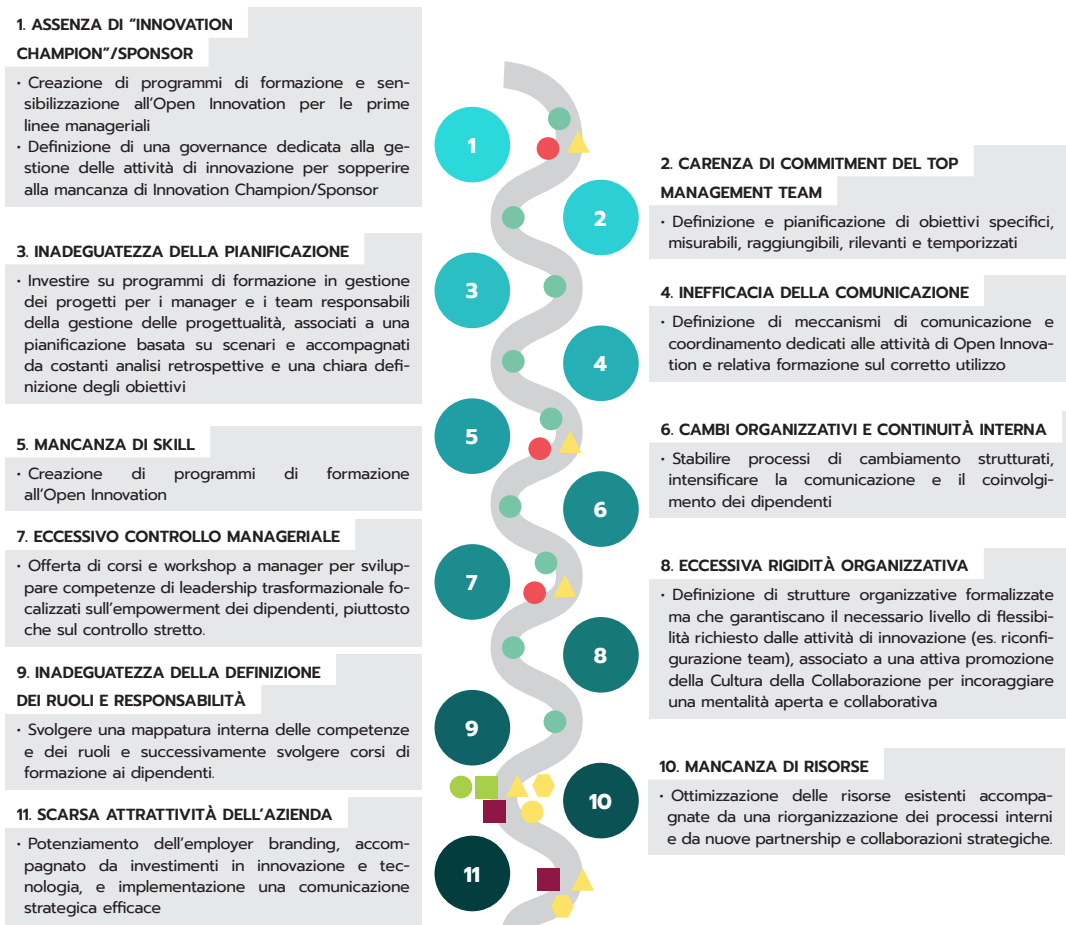 1. ASSENZA DI “INNOVATION
CHAMPION”/SPONSOR
• Creazione di programmi di formazione e sen-
sibilizzazione all’Open Innovation per le prime
linee manageriali
• Definizione di una governance dedicata alla ge-
stione delle attività di innovazione per sopperire
alla mancanza di Innovation Champion/Sponsor
1
2. CARENZA DI COMMITMENT DEL TOP
MANAGEMENT TEAM
• Definizione e pianificazione di obiettivi specifici,
misurabili, raggiungibili, rilevanti e temporizzati
2
3. INADEGUATEZZA DELLA PIANIFICAZIONE
• Investire su programmi di formazione in gestione
dei progetti per i manager e i team responsabili
della gestione delle progettualità, associati a una
pianificazione basata su scenari e accompagnati
da costanti analisi retrospettive e una chiara defi-
nizione degli obiettivi
3
4. INEFFICACIA DELLA COMUNICAZIONE
• Definizione di meccanismi di comunicazione e
coordinamento dedicati alle attività di Open Innova-
tion e relativa formazione sul corretto utilizzo
4
5. MANCANZA DI SKILL
• Creazione di programmi di formazione
all’Open Innovation
5
6. CAMBI ORGANIZZATIVI E CONTINUITÀ INTERNA
• Stabilire processi di cambiamento strutturati,
intensificare la comunicazione e il coinvolgi-
mento dei dipendenti
6
7. ECCESSIVO CONTROLLO MANAGERIALE
• Offerta di corsi e workshop a manager per svilup-
pare competenze di leadership trasformazionale fo-
calizzati sull’empowerment dei dipendenti, piuttosto
che sul controllo stretto.
7
8. ECCESSIVA RIGIDITÀ ORGANIZZATIVA
• Definizione di strutture organizzative formalizzate
ma che garantiscano il necessario livello di flessibi-
lità richiesto dalle attività di innovazione (es. riconfi-
gurazione team), associato a una attiva promozione
della Cultura della Collaborazione per incoraggiare
una mentalità aperta e collaborativa
8
9. INADEGUATEZZA DELLA DEFINIZIONE
DEI RUOLI E RESPONSABILITÀ
• Svolgere una mappatura interna delle competenze
e dei ruoli e successivamente svolgere corsi di
formazione ai dipendenti.
9
10. MANCANZA DI RISORSE
• Ottimizzazione delle risorse esistenti accompa-
gnate da una riorganizzazione dei processi interni
e da nuove partnership e collaborazioni strategiche.
10
11. SCARSA ATTRATTIVITÀ DELL’AZIENDA
• Potenziamento dell’employer branding, accom-
pagnato da investimenti in innovazione e tec-
nologia, e implementazione una comunicazione
strategica efficace
11